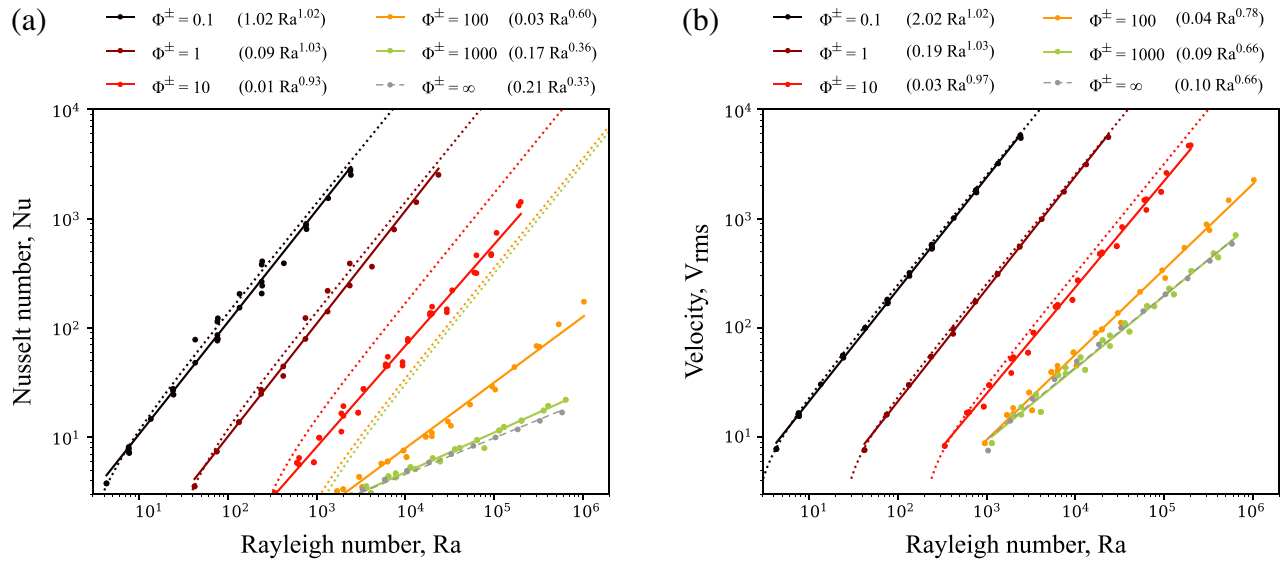 (a)
Φ± = 0.1 (1.02 Ra^1.02) Φ± = 100 (0.03 Ra^0.60)
Φ± = 1 (0.09 Ra^1.03) Φ± = 1000 (0.17 Ra^0.36)
Φ± = 10 (0.01 Ra^0.93) Φ± = ∞ (0.21 Ra^0.33)
10^4
10^3
10^2
10^1
Nusselt number, Nu
10^1 10^2 10^3 10^4 10^5 10^6
Rayleigh number, Ra
(b)
Φ± = 0.1 (2.02 Ra^1.02) Φ± = 100 (0.04 Ra^0.78)
Φ± = 1 (0.19 Ra^1.03) Φ± = 1000 (0.09 Ra^0.66)
Φ± = 10 (0.03 Ra^0.97) Φ± = ∞ (0.10 Ra^0.66)
10^4
10^3
10^2
10^1
Velocity, Vrms
10^1 10^2 10^3 10^4 10^5 10^6
Rayleigh number, Ra